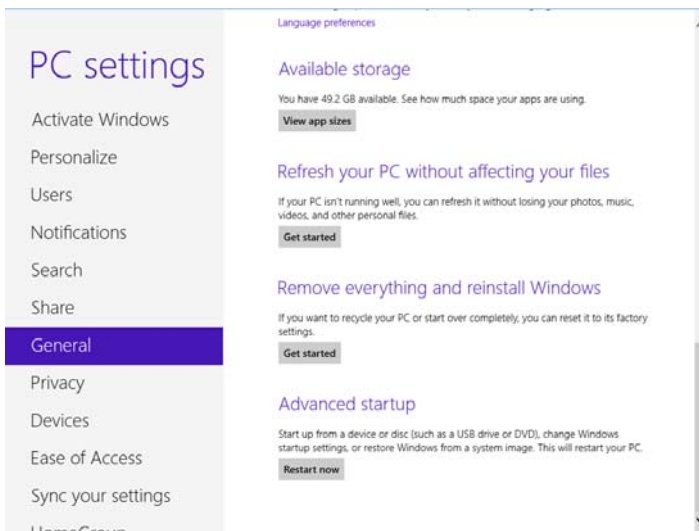 Language preferences
PC settings
Activate Windows
Personalize
Users
Notifications
Search
Share
General
Privacy
Devices
Ease of Access
Sync your settings
HomeGroup
Available storage
You have 49.2 GB available. See how much space your apps are using.
View app sizes
Refresh your PC without affecting your files
If your PC isn't running well, you can refresh it without losing your photos, music,
videos, and other personal files.
Get started
Remove everything and reinstall Windows
If you want to recycle your PC or start over completely, you can reset it to its factory
settings.
Get started
Advanced startup
Start up from a device or disc (such as a USB drive or DVD), change Windows
startup settings, or restore Windows from a system image. This will restart your PC.
Restart now